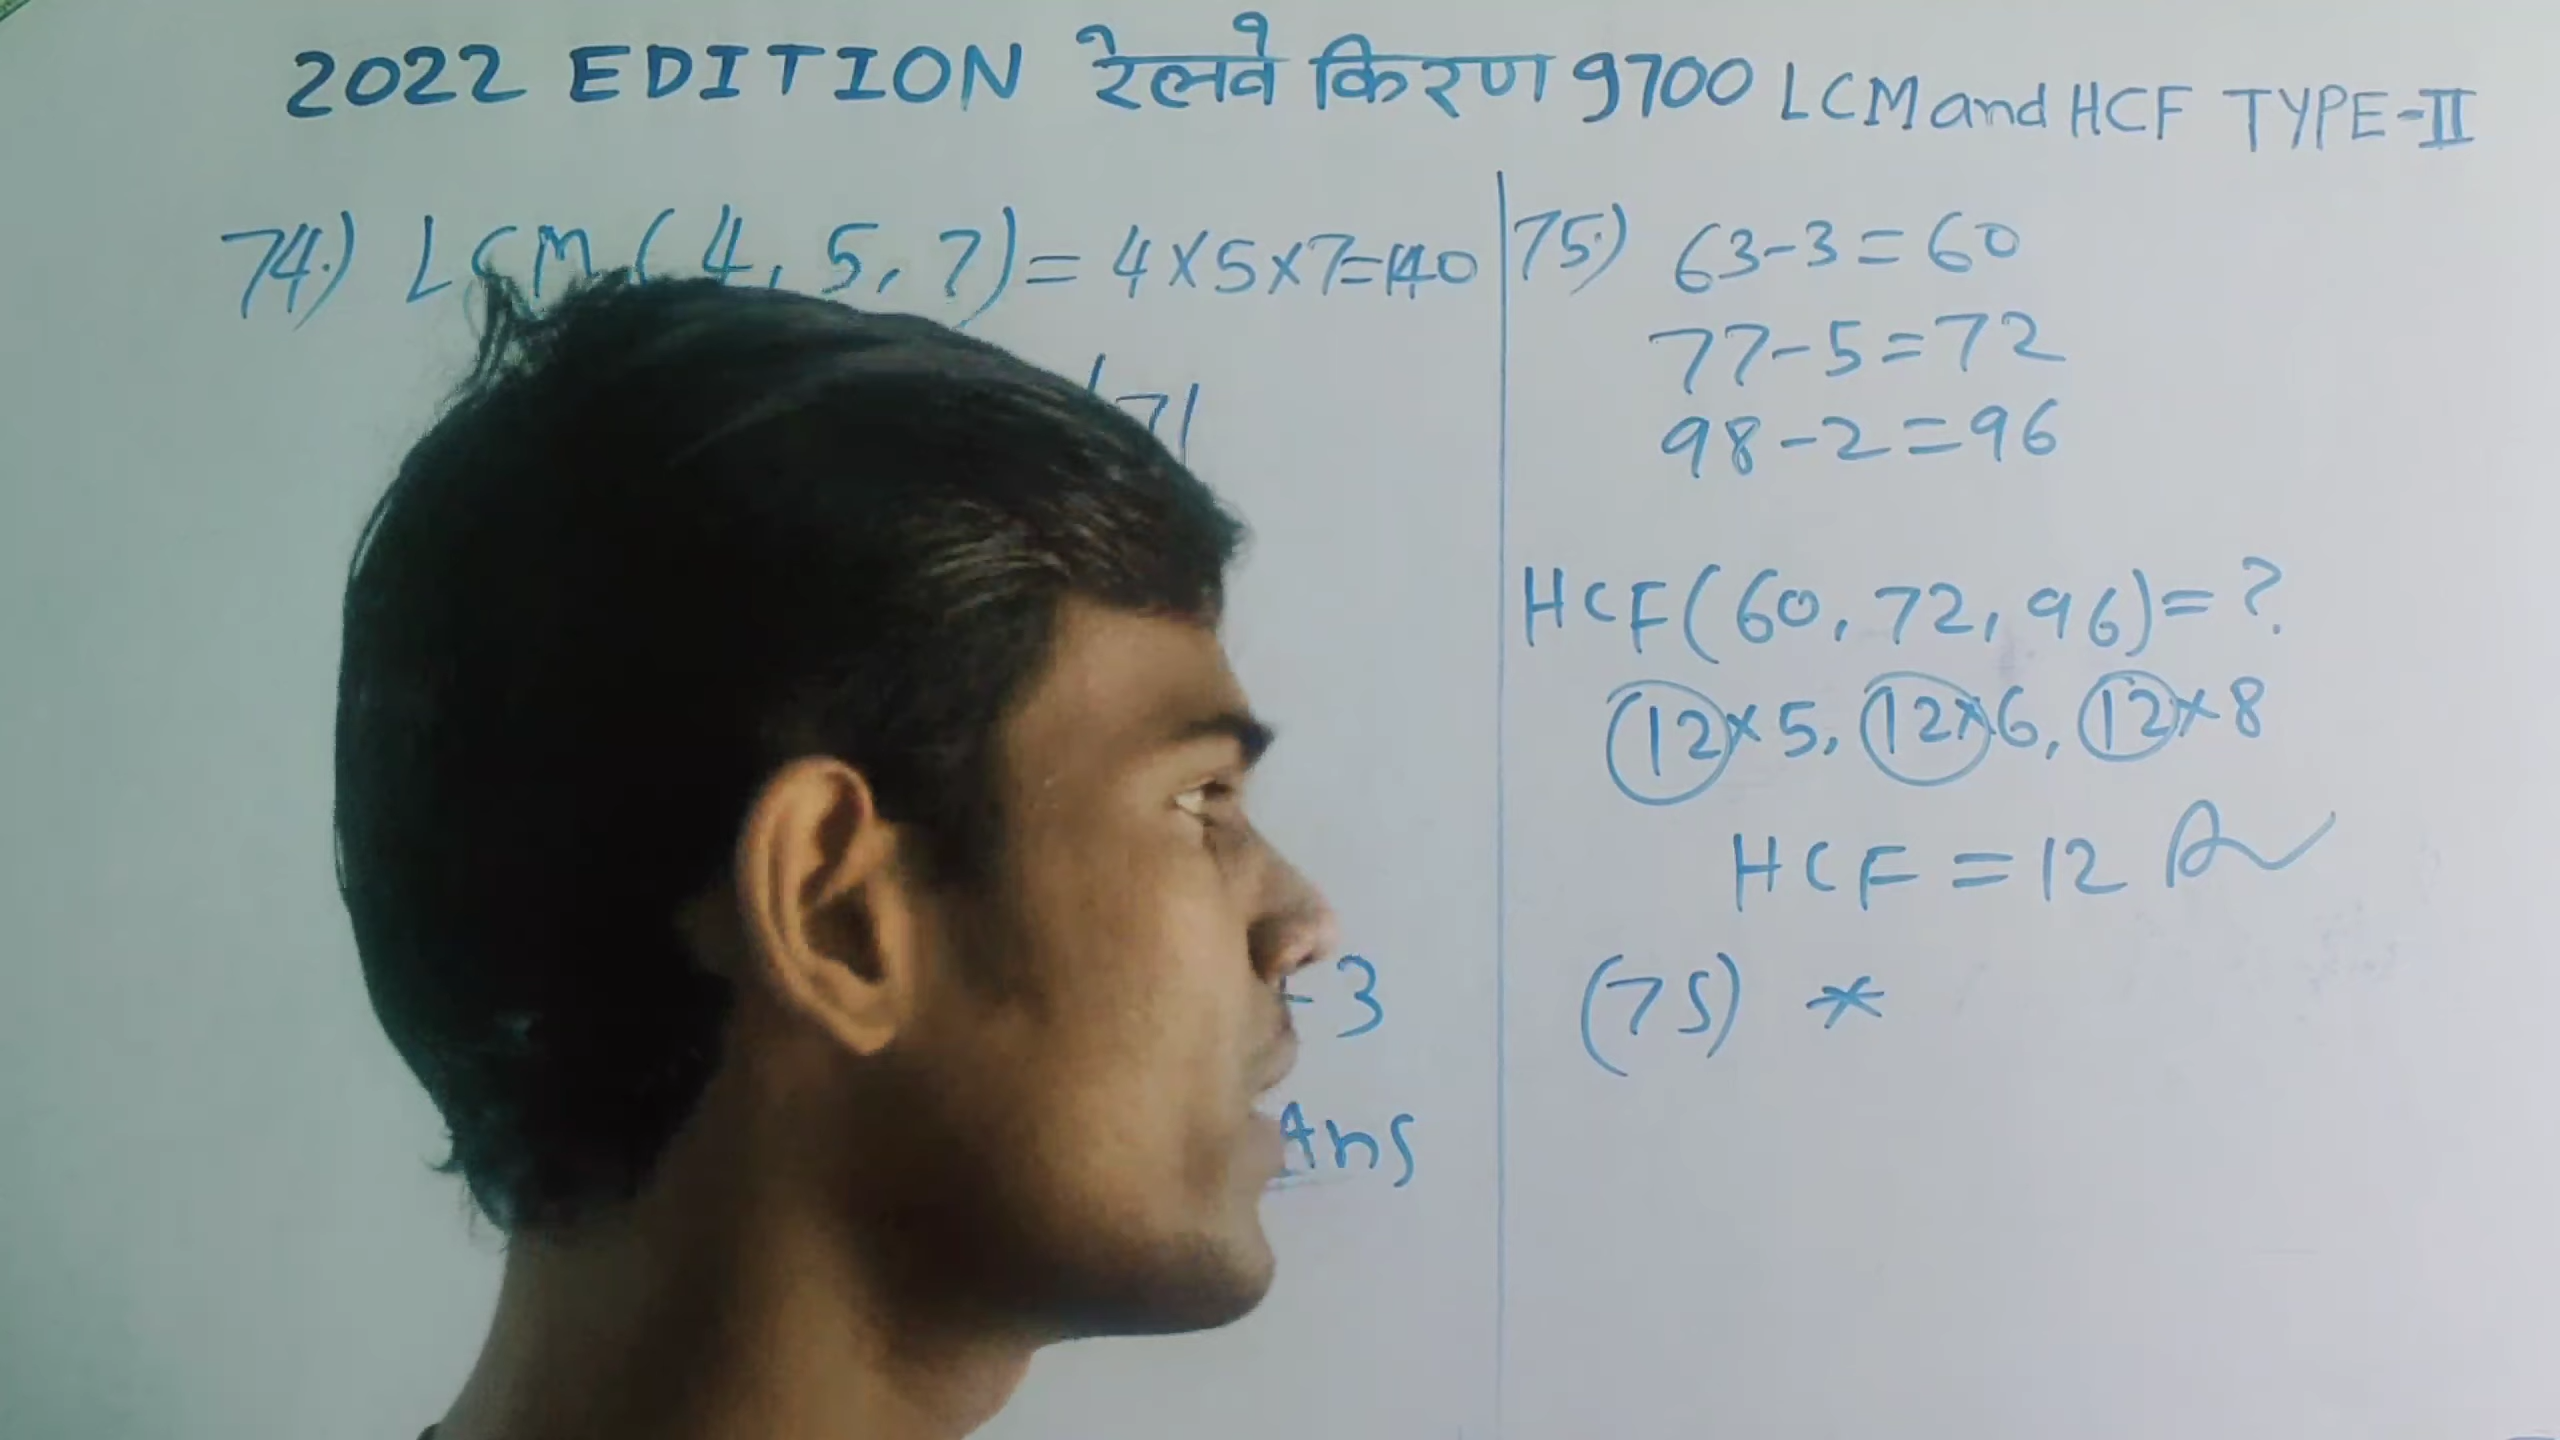 2022 EDITION रेलवे किरण 9700 LCM and HCF TYPE-II
74.) LCM (4, 5, 7) = 4×5×7=140
71
-3
Ans
75.) 63-3=60
77-5=72
98-2=96
HCF(60, 72, 96)=?
12×5, 12×6, 12×8
HCF = 12
(75) *